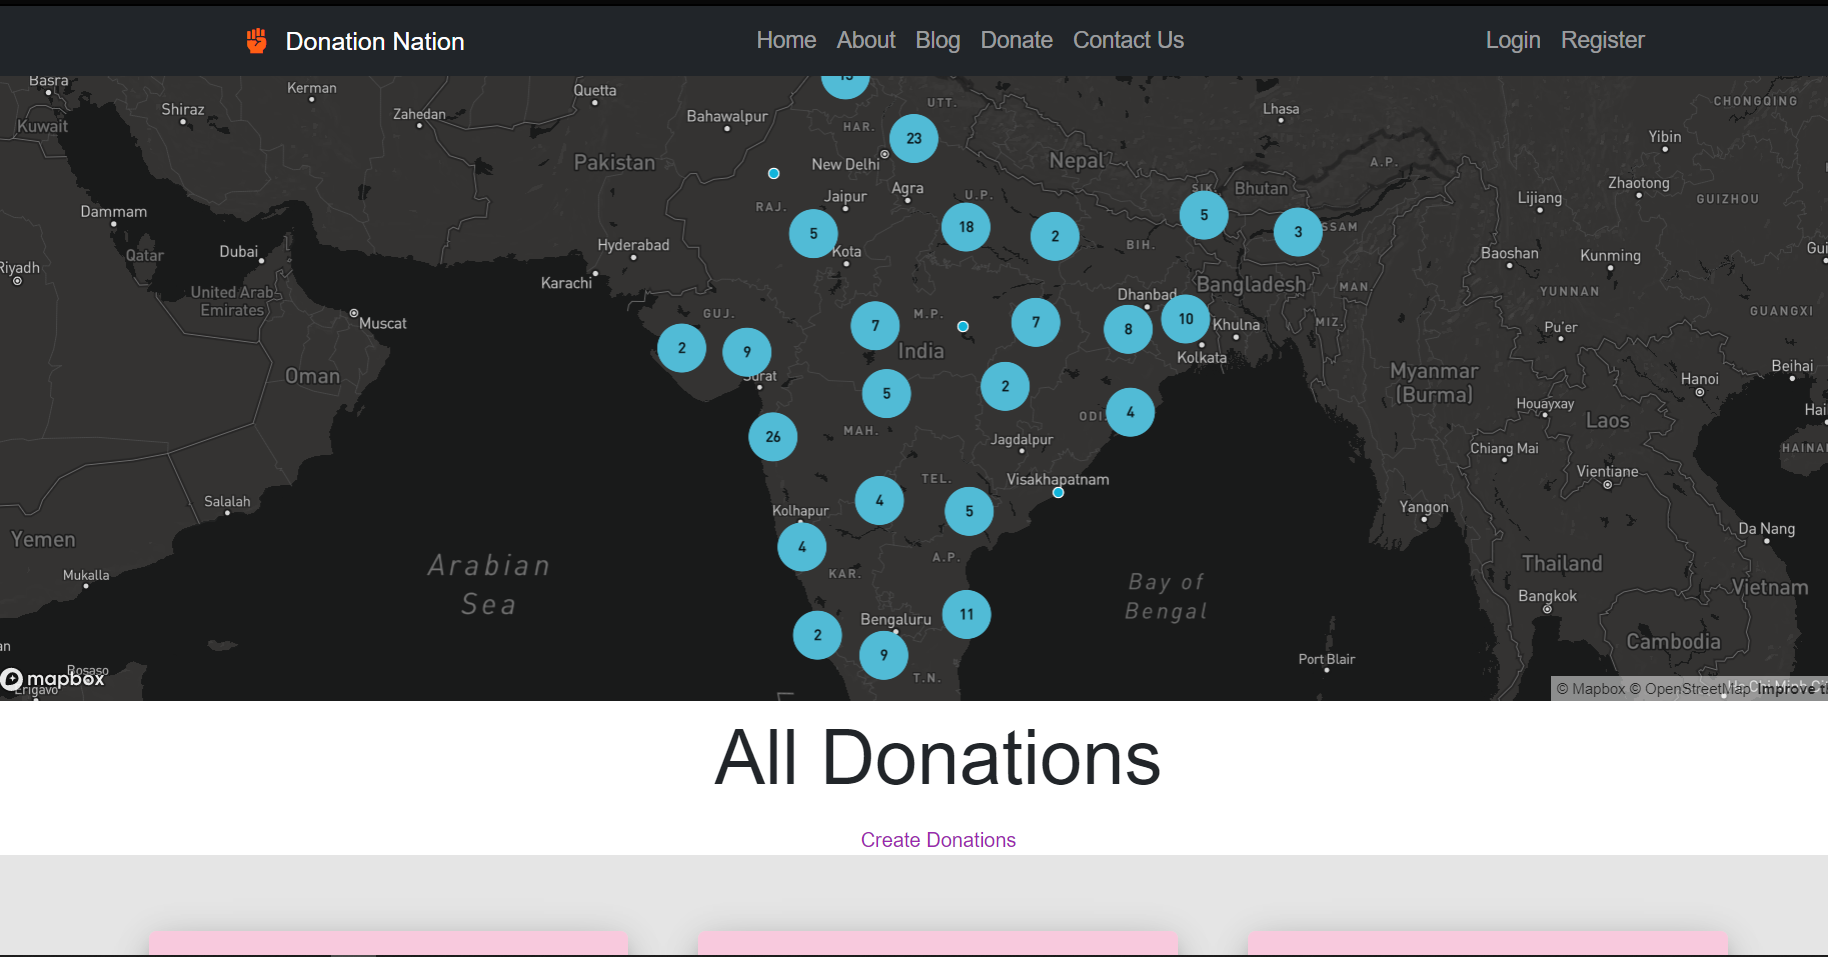 Donation Nation
Home About Blog Donate Contact Us
Login Register
Basra
Kuwait
Shiraz
Kerman
Zahedan
Quetta
Bahawalpur
Pakistan
UTT.
HAR.
23
New Delhi
Nepal
Lhasa
CHONGQING
Yibin
A.P.
Bhutan
SIK.
Zhaotong
Lijiang
GUIZHOU
Dammam
Qatar
Dubai
Riyadh
United Arab
Emirates
Muscat
Hyderabad
Karachi
RAJ.
Jaipur
Agra
U.P.
5
18
2
5
3
SSAM
Kota
BIH.
Baoshan
Kunming
YUNNAN
Gui
GUANGXI
Bangladesh
MAN.
Dhanbad
GUJ.
2
9
7
M.P.
7
8
10
Khulna
Kolkata
MIZ.
Pu'er
India
Surat
Oman
5
2
4
ODI.
Myanmar
(Burma)
Hanoi
Beihai
Houayxay
Laos
Hai
HAINA
26
MAH.
Jagdalpur
Chiang Mai
Vientiane
TEL.
Visakhapatnam
Salalah
Kolhapur
4
5
Yangon
Da Nang
Yemen
Mukalla
Arabian
Sea
4
KAR.
A.P.
Bay of
Bengal
Thailand
Vietnam
Bangkok
2
Bengaluru
11
9
T.N.
Port Blair
Cambodia
an
Bosaso
Erigavo
mapbox
© Mapbox © OpenStreetMap Improve th
All Donations
Create Donations